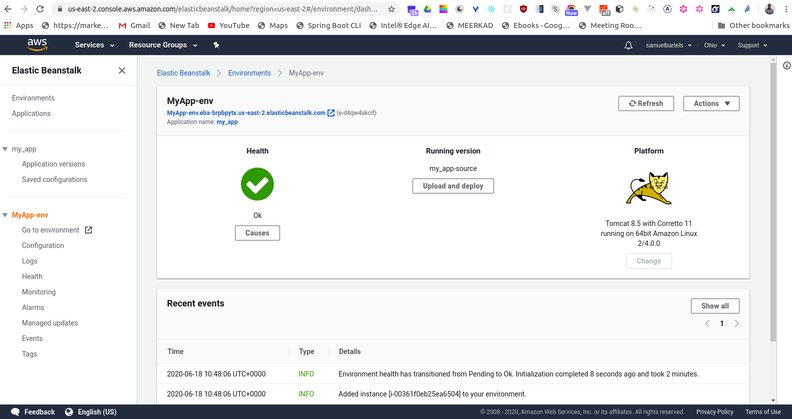 us-east-2.console.aws.amazon.com/elasticbeanstalk/home?region=us-east-2#/environment/dash...
Apps https://marke... Gmail New Tab YouTube Maps Spring Boot CLI Intel® Edge AI... MEERKAD Ebooks - Goog... Meeting Roo... Other bookmarks
aws Services Resource Groups samuelbartels Ohio Support
Elastic Beanstalk
Environments
Applications
my_app
Application versions
Saved configurations
MyApp-env
Go to environment
Configuration
Logs
Health
Monitoring
Alarms
Managed updates
Events
Tags
Elastic Beanstalk Environments MyApp-env
MyApp-env
MyApp-env.eba-brpbpytx.us-east-2.elasticbeanstalk.com (e-d4qw4skcif)
Application name: my_app
Refresh Actions
Health
Ok
Causes
Running version
my_app-source
Upload and deploy
Platform
Tomcat 8.5 with Corretto 11
running on 64bit Amazon Linux
2/4.0.0
Change
Recent events
Show all
1
Time Type Details
2020-06-18 10:48:06 UTC+0000 INFO Environment health has transitioned from Pending to Ok. Initialization completed 8 seconds ago and took 2 minutes.
2020-06-18 10:48:06 UTC+0000 INFO Added instance [i-00361f0eb25ea6504] to your environment.
Feedback English (US) © 2008 - 2020, Amazon Web Services, Inc. or its affiliates. All rights reserved. Privacy Policy Terms of Use